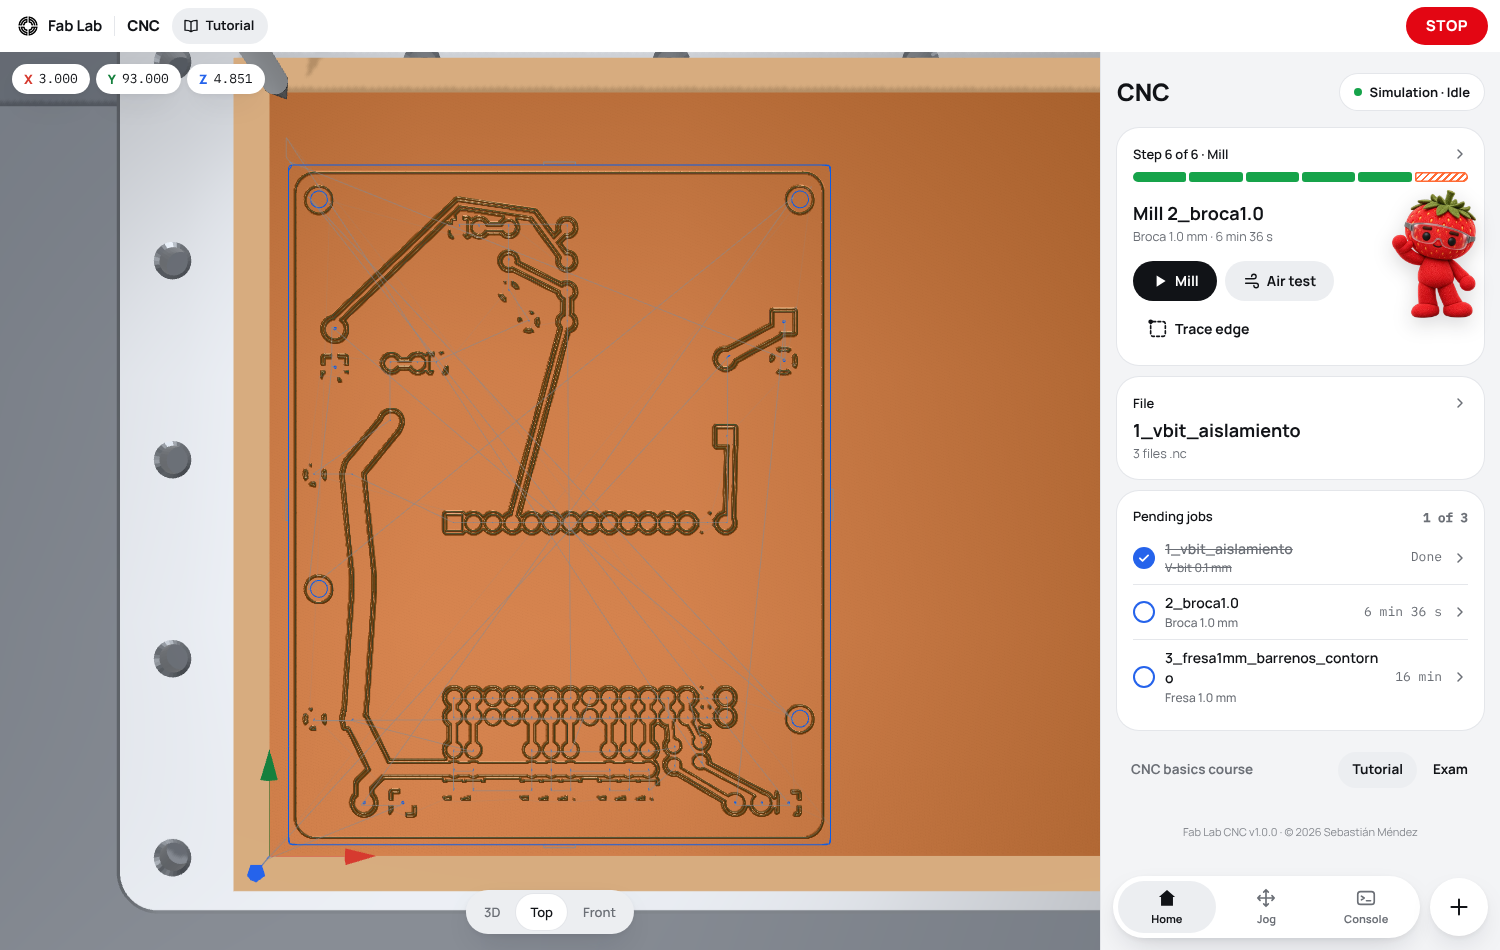 Fab Lab CNC Tutorial STOP
X 3.000 Y 93.000 Z 4.851
CNC
Simulation · Idle
Step 6 of 6 · Mill
Mill 2_broca1.0
Broca 1.0 mm · 6 min 36 s
Mill Air test
Trace edge
File
1_vbit_aislamiento
3 files .nc
Pending jobs 1 of 3
1_vbit_aislamiento Done
V-bit 0.1 mm
2_broca1.0 6 min 36 s
Broca 1.0 mm
3_fresa1mm_barrenos_contorn
o 16 min
Fresa 1.0 mm
CNC basics course Tutorial Exam
Fab Lab CNC v1.0.0 · © 2026 Sebastián Méndez
3D Top Front
Home Jog Console